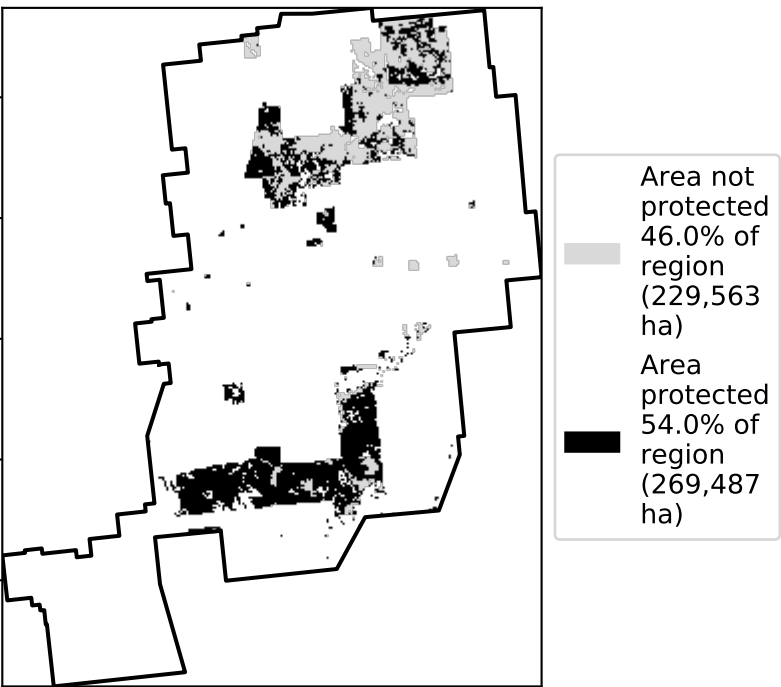 Area not
protected
46.0% of
region
(229,563
ha)
Area
protected
54.0% of
region
(269,487
ha)